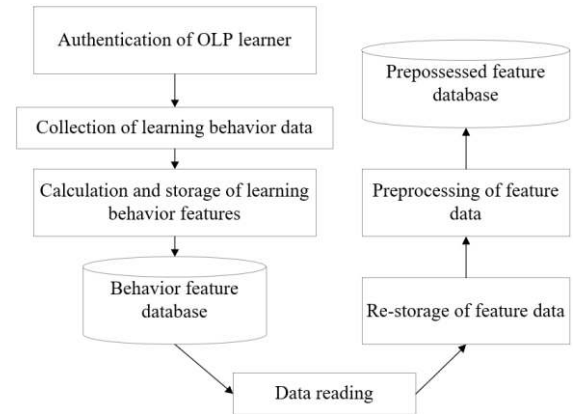 Authentication of OLP learner
Collection of learning behavior data
Calculation and storage of learning
behavior features
Behavior feature
database
Data reading
Re-storage of feature data
Preprocessing of feature
data
Prepossessed feature
database